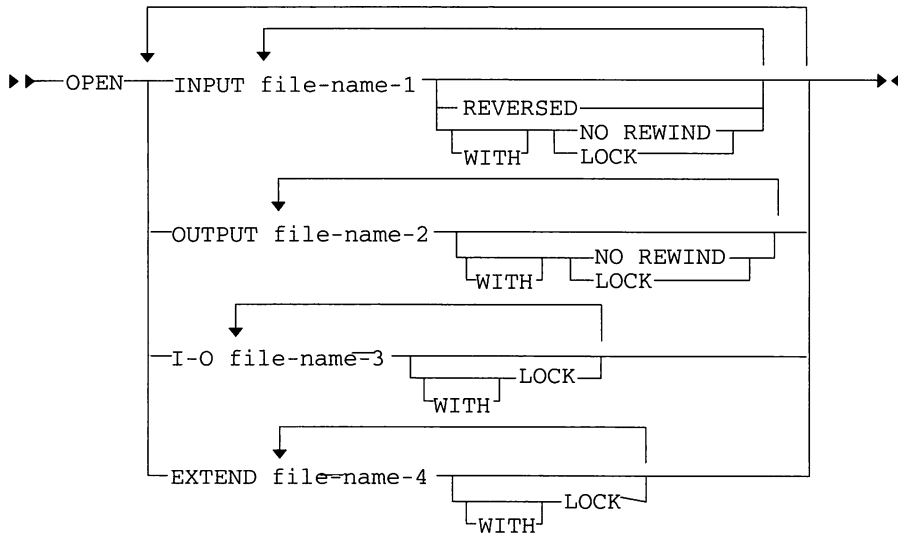 OPEN INPUT file-name-1
REVERSED
WITH NO REWIND
LOCK
OUTPUT file-name-2
WITH NO REWIND
LOCK
I-O file-name-3
WITH LOCK
EXTEND file-name-4
WITH LOCK